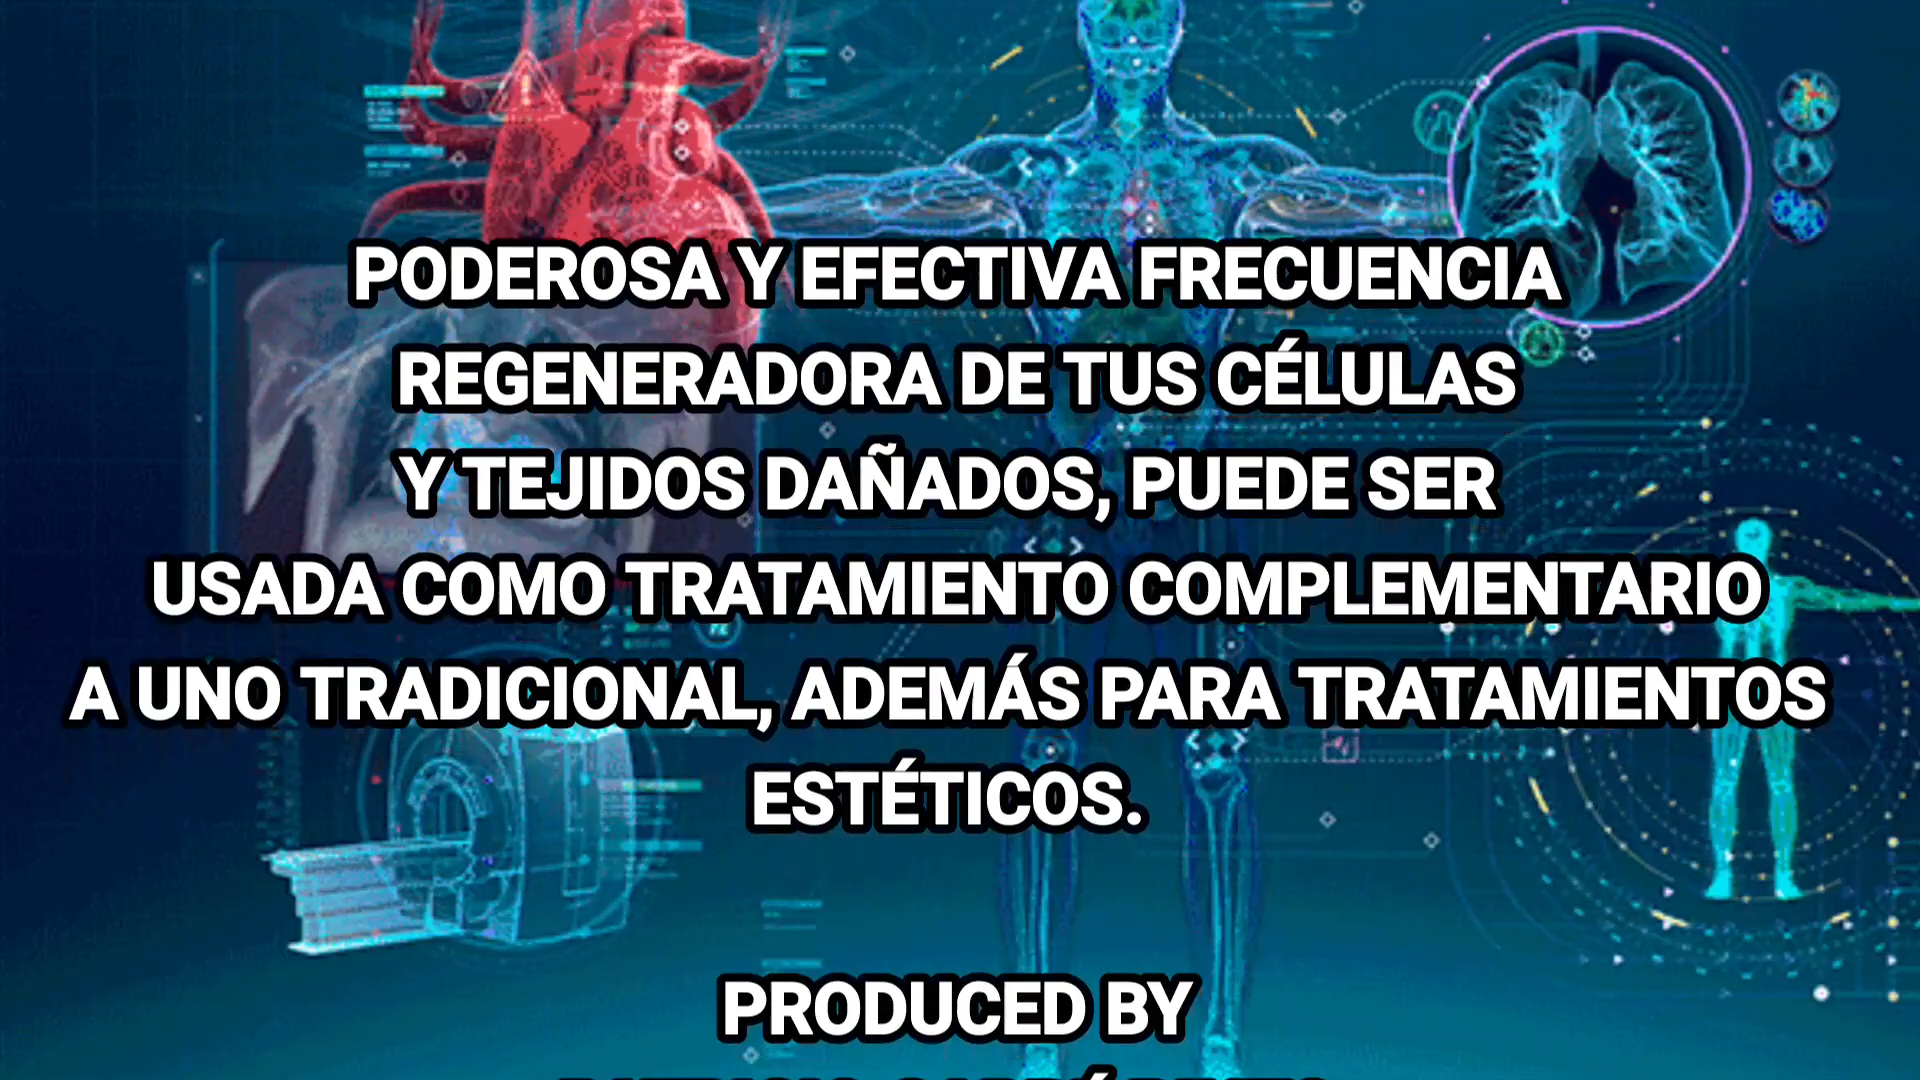 PODEROSA Y EFECTIVA FRECUENCIA
REGENERADORA DE TUS CÉLULAS
Y TEJIDOS DAÑADOS, PUEDE SER
USADA COMO TRATAMIENTO COMPLEMENTARIO
A UNO TRADICIONAL, ADEMÁS PARA TRATAMIENTOS
ESTÉTICOS.
PRODUCED BY